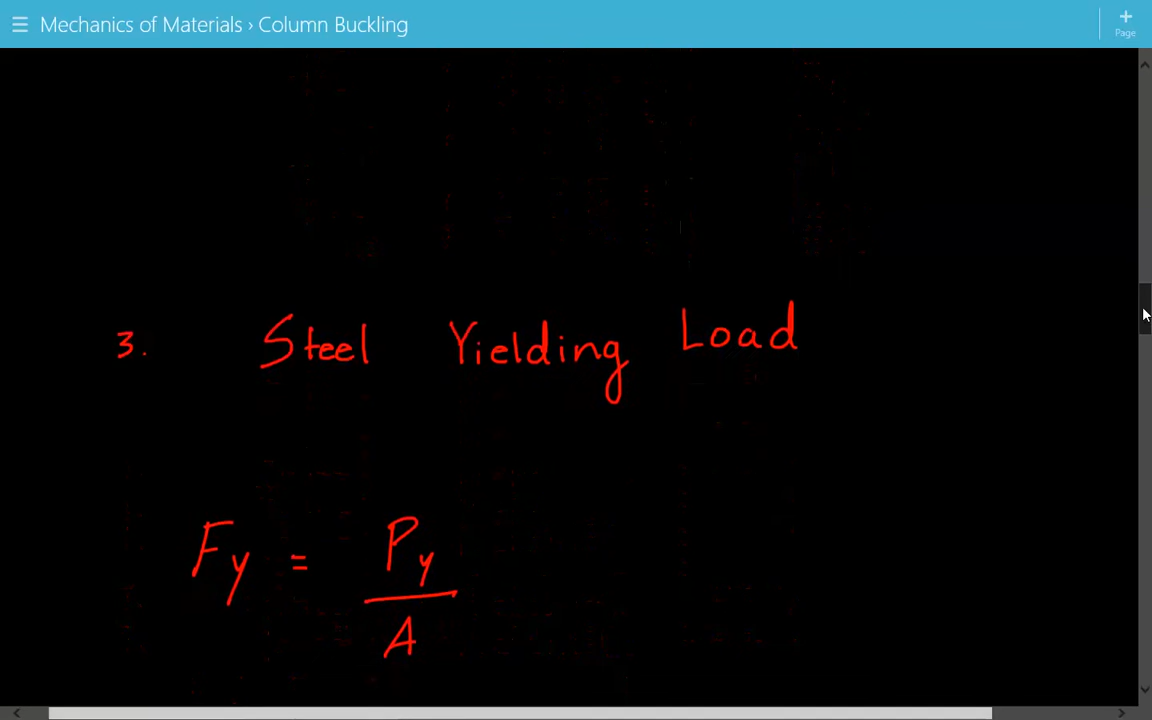 Mechanics of Materials › Column Buckling
Page
3. Steel Yielding Load
Fy = Py / A